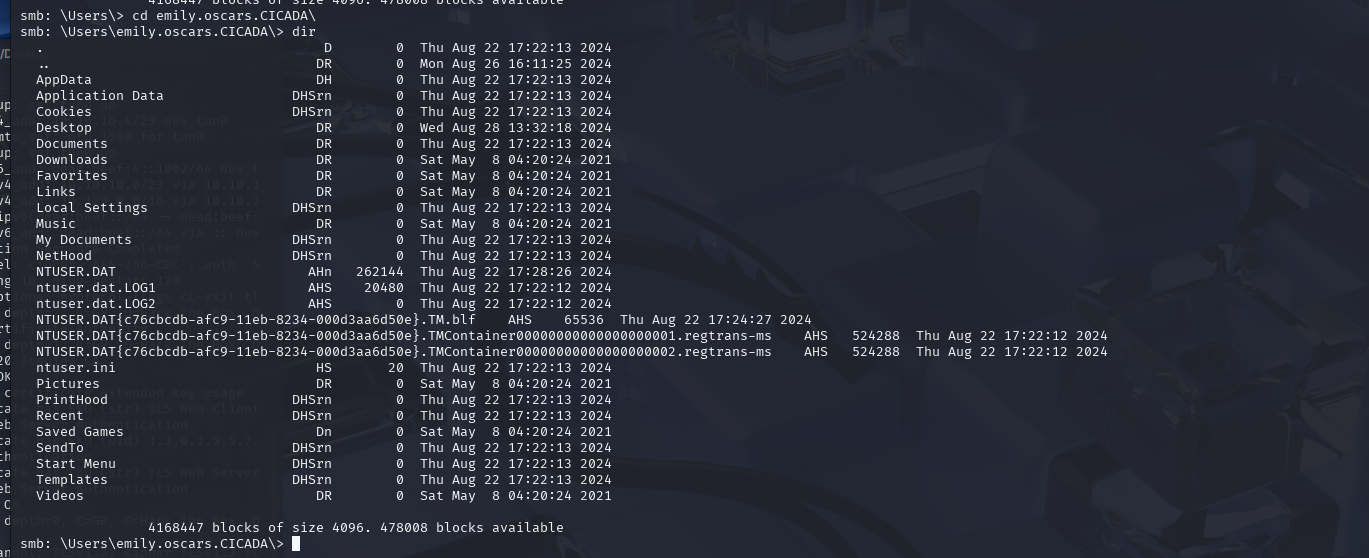 4168447 blocks of size 4096. 478008 blocks available
smb: \Users\> cd emily.oscars.CICADA\
smb: \Users\emily.oscars.CICADA\> dir
.                                   D        0  Thu Aug 22 17:22:13 2024
..                                 DR        0  Mon Aug 26 16:11:25 2024
AppData                            DH        0  Thu Aug 22 17:22:13 2024
Application Data                DHSrn        0  Thu Aug 22 17:22:13 2024
Cookies                         DHSrn        0  Thu Aug 22 17:22:13 2024
Desktop                            DR        0  Wed Aug 28 13:32:18 2024
Documents                          DR        0  Thu Aug 22 17:22:13 2024
Downloads                          DR        0  Sat May  8 04:20:24 2021
Favorites                          DR        0  Sat May  8 04:20:24 2021
Links                              DR        0  Sat May  8 04:20:24 2021
Local Settings                  DHSrn        0  Thu Aug 22 17:22:13 2024
Music                              DR        0  Sat May  8 04:20:24 2021
My Documents                    DHSrn        0  Thu Aug 22 17:22:13 2024
NetHood                         DHSrn        0  Thu Aug 22 17:22:13 2024
NTUSER.DAT                        AHn   262144  Thu Aug 22 17:28:26 2024
ntuser.dat.LOG1                   AHS    20480  Thu Aug 22 17:22:12 2024
ntuser.dat.LOG2                   AHS        0  Thu Aug 22 17:22:12 2024
NTUSER.DAT{c76cbcdb-afc9-11eb-8234-000d3aa6d50e}.TM.blf    AHS    65536  Thu Aug 22 17:24:27 2024
NTUSER.DAT{c76cbcdb-afc9-11eb-8234-000d3aa6d50e}.TMContainer00000000000000000001.regtrans-ms    AHS   524288  Thu Aug 22 17:22:12 2024
NTUSER.DAT{c76cbcdb-afc9-11eb-8234-000d3aa6d50e}.TMContainer00000000000000000002.regtrans-ms    AHS   524288  Thu Aug 22 17:22:12 2024
ntuser.ini                         HS       20  Thu Aug 22 17:22:13 2024
Pictures                           DR        0  Sat May  8 04:20:24 2021
PrintHood                       DHSrn        0  Thu Aug 22 17:22:13 2024
Recent                          DHSrn        0  Thu Aug 22 17:22:13 2024
Saved Games                        Dn        0  Sat May  8 04:20:24 2021
SendTo                          DHSrn        0  Thu Aug 22 17:22:13 2024
Start Menu                      DHSrn        0  Thu Aug 22 17:22:13 2024
Templates                       DHSrn        0  Thu Aug 22 17:22:13 2024
Videos                             DR        0  Sat May  8 04:20:24 2021
4168447 blocks of size 4096. 478008 blocks available
smb: \Users\emily.oscars.CICADA\>